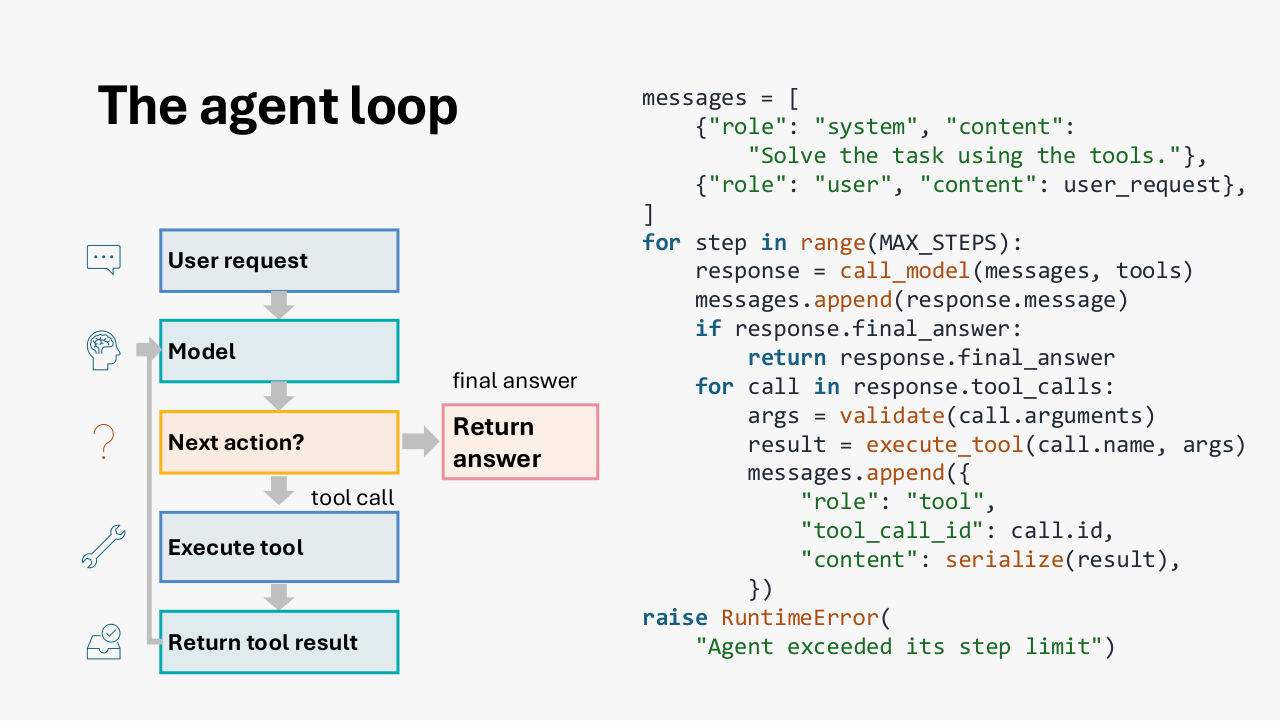 The agent loop
User request
Model
Next action?
final answer
Return
answer
tool call
Execute tool
Return tool result
messages = [
    {"role": "system", "content":
        "Solve the task using the tools."},
    {"role": "user", "content": user_request},
]
for step in range(MAX_STEPS):
    response = call_model(messages, tools)
    messages.append(response.message)
    if response.final_answer:
        return response.final_answer
    for call in response.tool_calls:
        args = validate(call.arguments)
        result = execute_tool(call.name, args)
        messages.append({
            "role": "tool",
            "tool_call_id": call.id,
            "content": serialize(result),
        })
raise RuntimeError(
    "Agent exceeded its step limit")